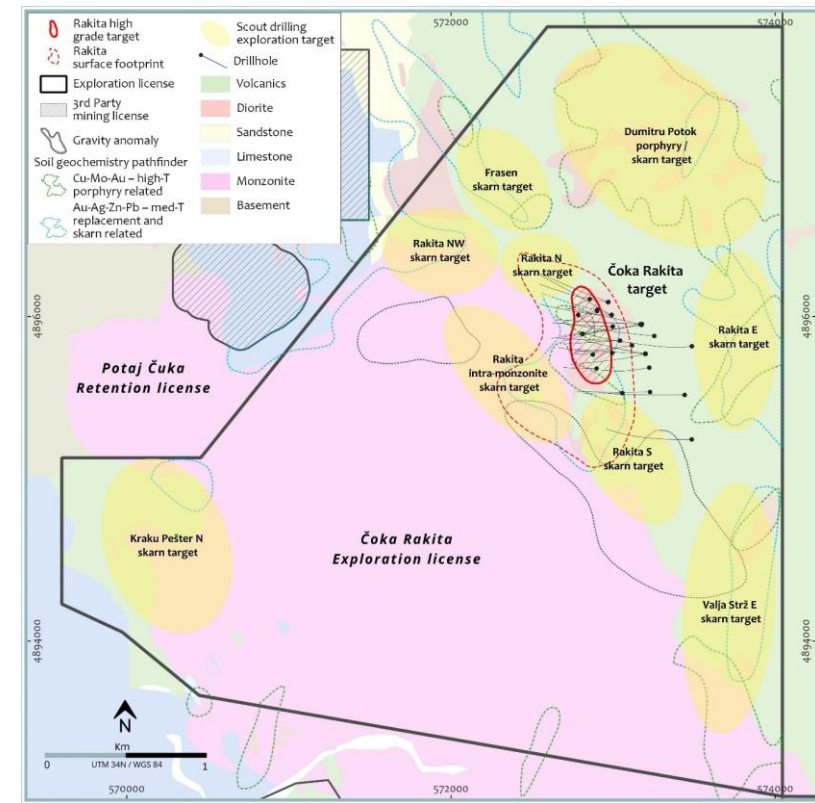 Rakita high
grade target
Rakita
surface footprint
Exploration license
3rd Party
mining license
Gravity anomaly
Soil geochemistry pathfinder
Cu-Mo-Au – high-T
porphyry related
Au-Ag-Zn-Pb – med-T
replacement and
skarn related
Scout drilling
exploration target
Drillhole
Volcanics
Diorite
Sandstone
Limestone
Monzonite
Basement
572000
574000
Dumitru Potok
porphyry /
skarn target
Frasen
skarn target
Rakita NW
skarn target
Rakita N
skarn target
Čoka Rakita
target
4896000
4896000
Rakita E
skarn target
Potaj Čuka
Retention license
Rakita
intra-monzonite
skarn target
Rakita S
skarn target
Kraku Pešter N
skarn target
Čoka Rakita
Exploration license
Valja Strž E
skarn target
4894000
4894000
N
Km
0
UTM 34N / WGS 84
1
570000
572000
574000